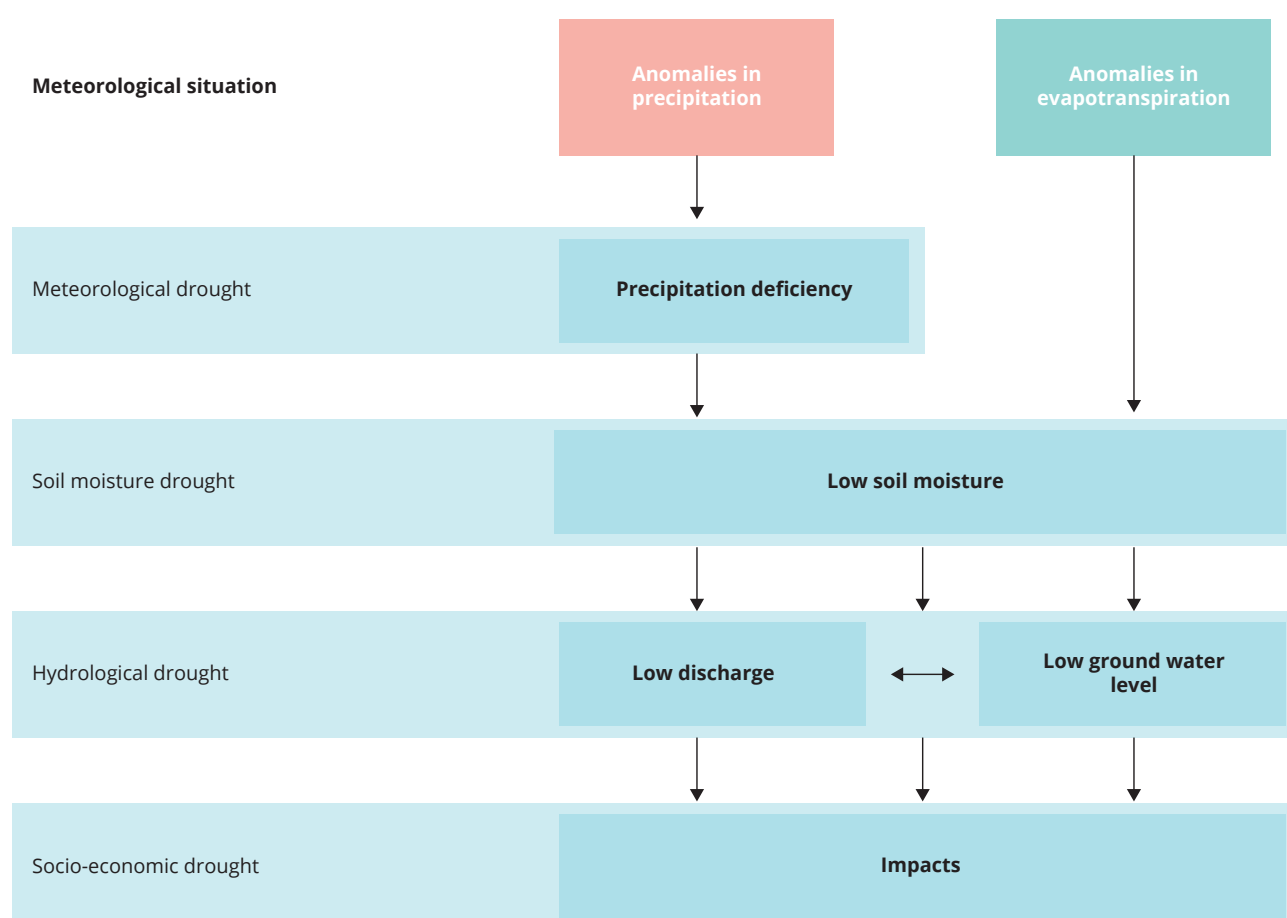 Meteorological situation
Anomalies in
precipitation
Anomalies in
evapotranspiration
Meteorological drought
Precipitation deficiency
Soil moisture drought
Low soil moisture
Hydrological drought
Low discharge
Low ground water
level
Socio-economic drought
Impacts